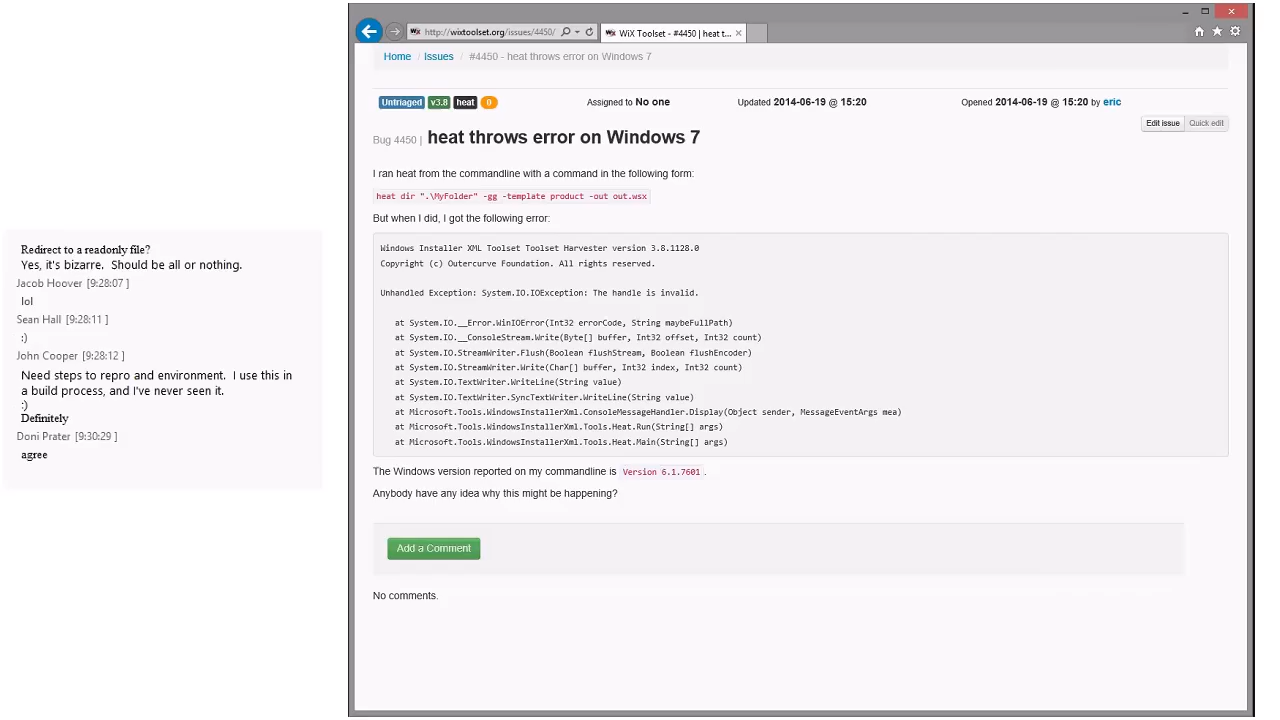 Redirect to a readonly file?
Yes, it's bizarre. Should be all or nothing.
Jacob Hoover [9:28:07 ]
lol
Sean Hall [9:28:11 ]
:)
John Cooper [9:28:12 ]
Need steps to repro and environment. I use this in
a build process, and I've never seen it.
:)
Definitely
Doni Prater [9:30:29 ]
agree
http://wixtoolset.org/issues/4450/
WiX Toolset - #4450 | heat t...
Home / Issues / #4450 - heat throws error on Windows 7
Untriaged v3.8 heat 0 Assigned to No one Updated 2014-06-19 @ 15:20 Opened 2014-06-19 @ 15:20 by eric
Edit issue Quick edit
Bug 4450 | heat throws error on Windows 7
I ran heat from the commandline with a command in the following form:
heat dir ".\MyFolder" -gg -template product -out out.wsx
But when I did, I got the following error:
Windows Installer XML Toolset Toolset Harvester version 3.8.1128.0
Copyright (c) Outercurve Foundation. All rights reserved.
Unhandled Exception: System.IO.IOException: The handle is invalid.
at System.IO.__Error.WinIOError(Int32 errorCode, String maybeFullPath)
at System.IO.__ConsoleStream.Write(Byte[] buffer, Int32 offset, Int32 count)
at System.IO.StreamWriter.Flush(Boolean flushStream, Boolean flushEncoder)
at System.IO.StreamWriter.Write(Char[] buffer, Int32 index, Int32 count)
at System.IO.TextWriter.WriteLine(String value)
at System.IO.TextWriter.SyncTextWriter.WriteLine(String value)
at Microsoft.Tools.WindowsInstallerXml.ConsoleMessageHandler.Display(Object sender, MessageEventArgs mea)
at Microsoft.Tools.WindowsInstallerXml.Tools.Heat.Run(String[] args)
at Microsoft.Tools.WindowsInstallerXml.Tools.Heat.Main(String[] args)
The Windows version reported on my commandline is Version 6.1.7601 .
Anybody have any idea why this might be happening?
Add a Comment
No comments.